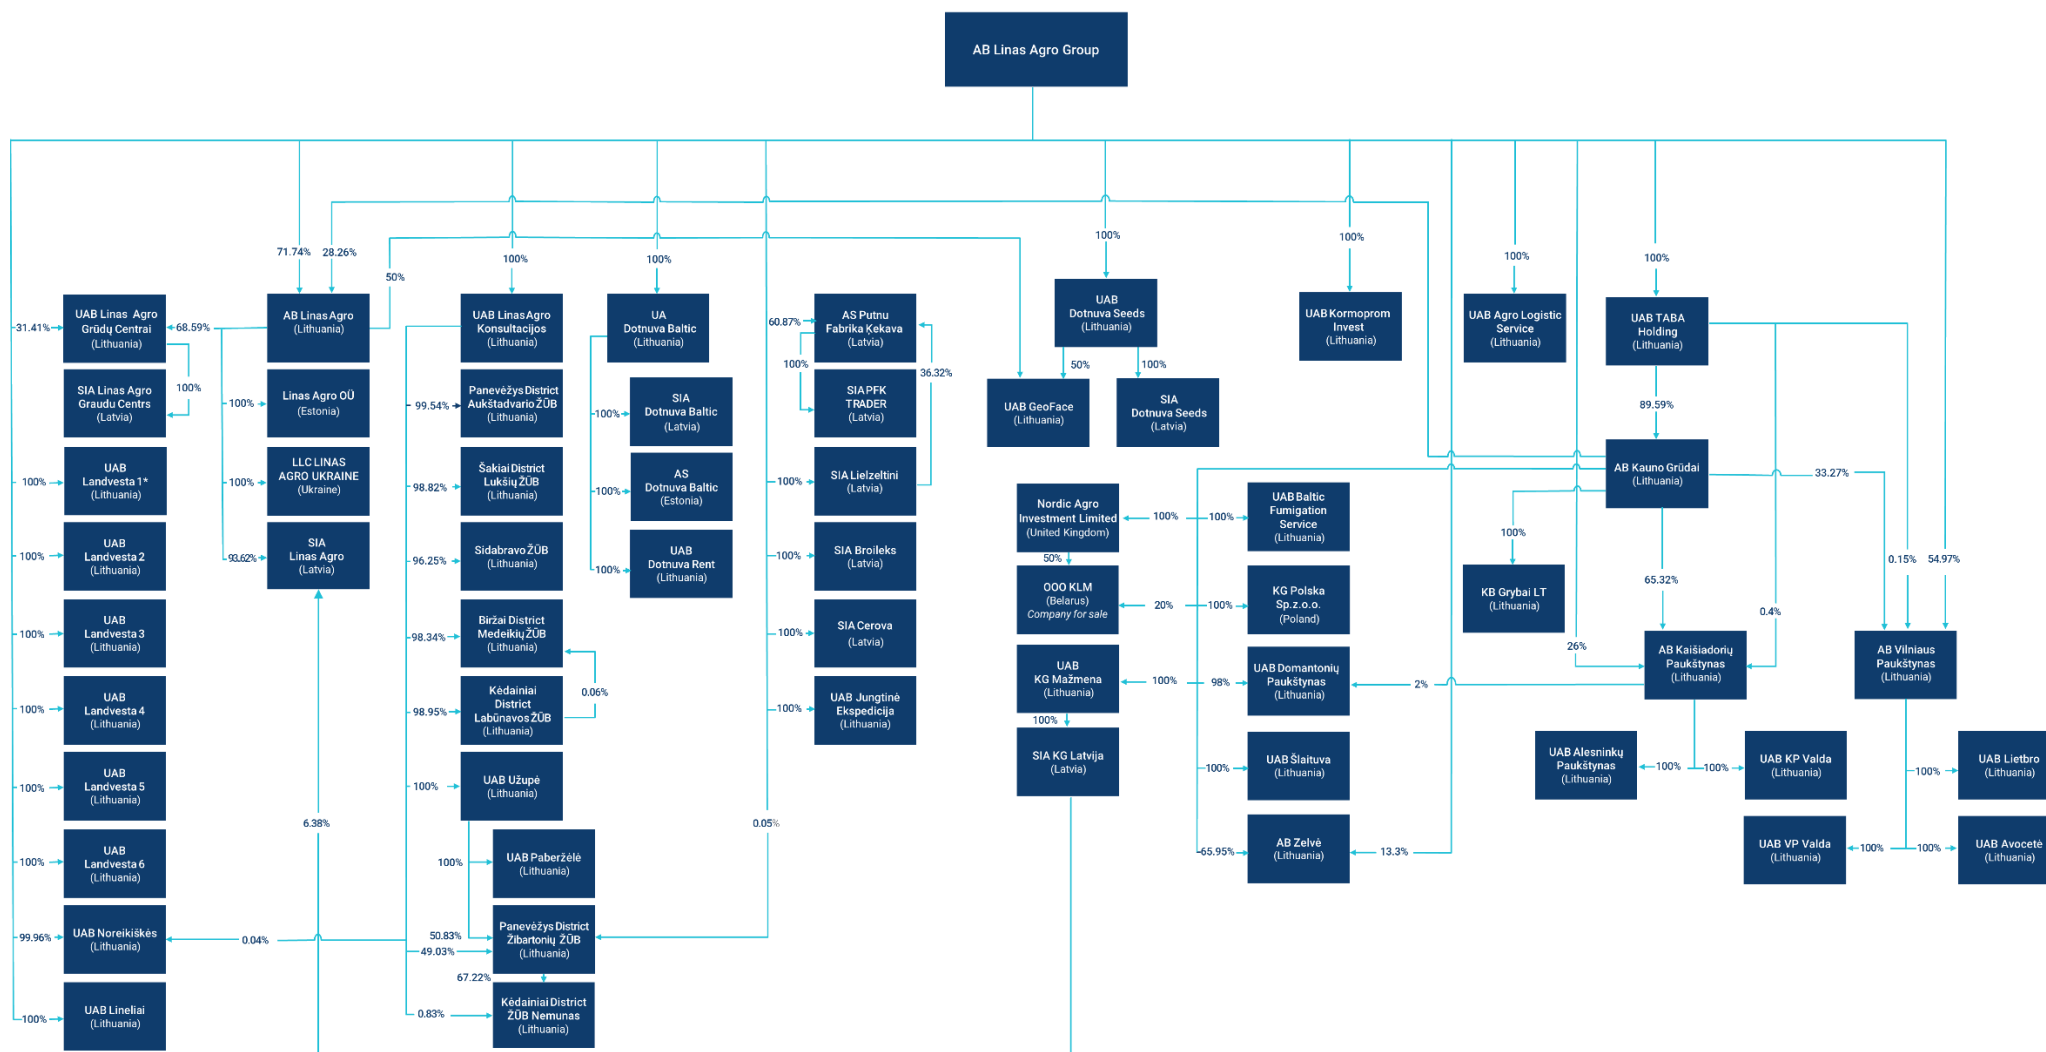 AB Linas Agro Group
71.74%
28.26%
50%
100%
100%
100%
100%
100%
100%
31.41%
UAB Linas Agro
Grūdų Centrai
(Lithuania)
68.59%
100%
SIA Linas Agro
Graudu Centrs
(Latvia)
100%
UAB
Landvesta 1*
(Lithuania)
100%
UAB
Landvesta 2
(Lithuania)
100%
UAB
Landvesta 3
(Lithuania)
100%
UAB
Landvesta 4
(Lithuania)
100%
UAB
Landvesta 5
(Lithuania)
100%
UAB
Landvesta 6
(Lithuania)
99.96%
UAB Noreikiškės
(Lithuania)
0.04%
100%
UAB Lineliai
(Lithuania)
AB Linas Agro
(Lithuania)
100%
Linas Agro OÜ
(Estonia)
100%
LLC LINAS
AGRO UKRAINE
(Ukraine)
93.62%
SIA
Linas Agro
(Latvia)
6.38%
UAB Linas Agro
Konsultacijos
(Lithuania)
99.54%
Panevėžys District
Aukštadvario ŽŪB
(Lithuania)
98.82%
Šakiai District
Lukšių ŽŪB
(Lithuania)
96.25%
Sidabravo ŽŪB
(Lithuania)
98.34%
Biržai District
Medeikių ŽŪB
(Lithuania)
0.06%
98.95%
Kėdainiai
District
Labūnavos ŽŪB
(Lithuania)
100%
UAB Užupė
(Lithuania)
100%
UAB Paberžėlė
(Lithuania)
50.83%
49.03%
Panevėžys District
Žibartonių ŽŪB
(Lithuania)
67.22%
0.83%
Kėdainiai District
ŽŪB Nemunas
(Lithuania)
UA
Dotnuva Baltic
(Lithuania)
100%
SIA
Dotnuva Baltic
(Latvia)
100%
AS
Dotnuva Baltic
(Estonia)
100%
UAB
Dotnuva Rent
(Lithuania)
60.87%
AS Putnu
Fabrika Ķekava
(Latvia)
100%
36.32%
SIA PFK
TRADER
(Latvia)
100%
SIA Lielzeltini
(Latvia)
100%
SIA Broileks
(Latvia)
100%
SIA Cerova
(Latvia)
100%
UAB Jungtinė
Ekspedicija
(Lithuania)
0.05%
UAB
Dotnuva Seeds
(Lithuania)
50%
100%
UAB GeoFace
(Lithuania)
SIA
Dotnuva Seeds
(Latvia)
UAB Kormoprom
Invest
(Lithuania)
UAB Agro Logistic
Service
(Lithuania)
UAB TABA
Holding
(Lithuania)
89.59%
AB Kauno Grūdai
(Lithuania)
33.27%
Nordic Agro
Investment Limited
(United Kingdom)
100%
100%
UAB Baltic
Fumigation
Service
(Lithuania)
50%
OOO KLM
(Belarus)
Company for sale
20%
100%
KG Polska
Sp.z.o.o.
(Poland)
UAB
KG Mažmena
(Lithuania)
100%
98%
UAB Domantonių
Paukštynas
(Lithuania)
2%
100%
SIA KG Latvija
(Latvia)
100%
UAB Šlaituva
(Lithuania)
65.95%
AB Zelvė
(Lithuania)
13.3%
100%
KB Grybai LT
(Lithuania)
65.32%
26%
0.4%
0.15%
54.97%
AB Kaišiadorių
Paukštynas
(Lithuania)
AB Vilniaus
Paukštynas
(Lithuania)
UAB Alesninkų
Paukštynas
(Lithuania)
100%
100%
UAB KP Valda
(Lithuania)
100%
UAB Lietbro
(Lithuania)
UAB VP Valda
(Lithuania)
100%
100%
UAB Avocetė
(Lithuania)